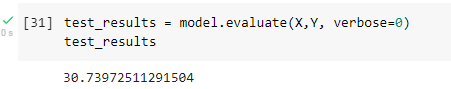 [31] test_results = model.evaluate(X,Y, verbose=0)
0s test_results
30.73972511291504